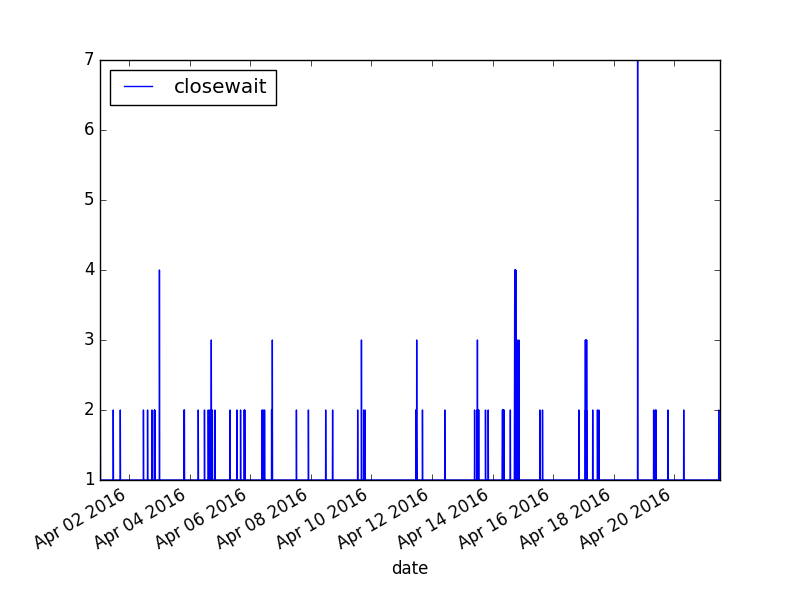 closewait
7
6
5
4
3
2
1
Apr 02 2016
Apr 04 2016
Apr 06 2016
Apr 08 2016
Apr 10 2016
Apr 12 2016
Apr 14 2016
Apr 16 2016
Apr 18 2016
Apr 20 2016
date